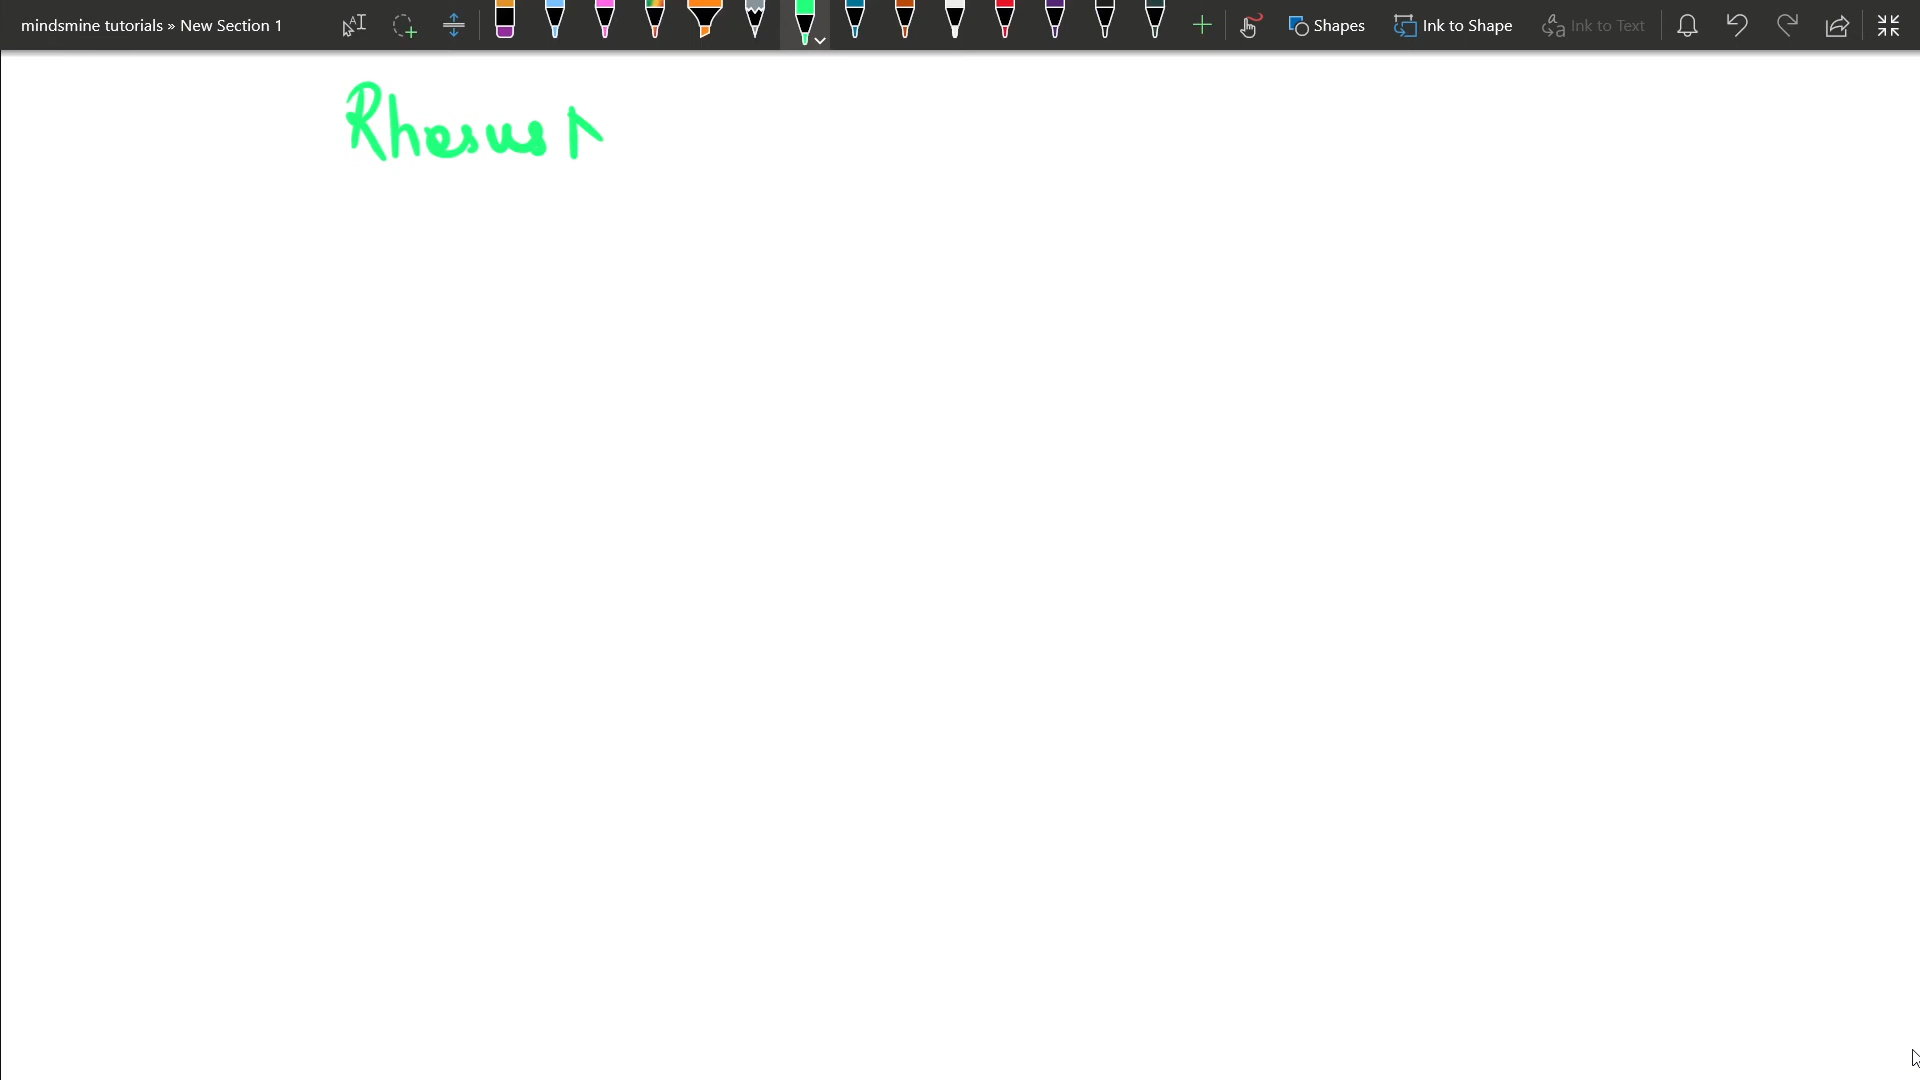 mindsmine tutorials » New Section 1 Shapes Ink to Shape Ink to Text
Rhesus